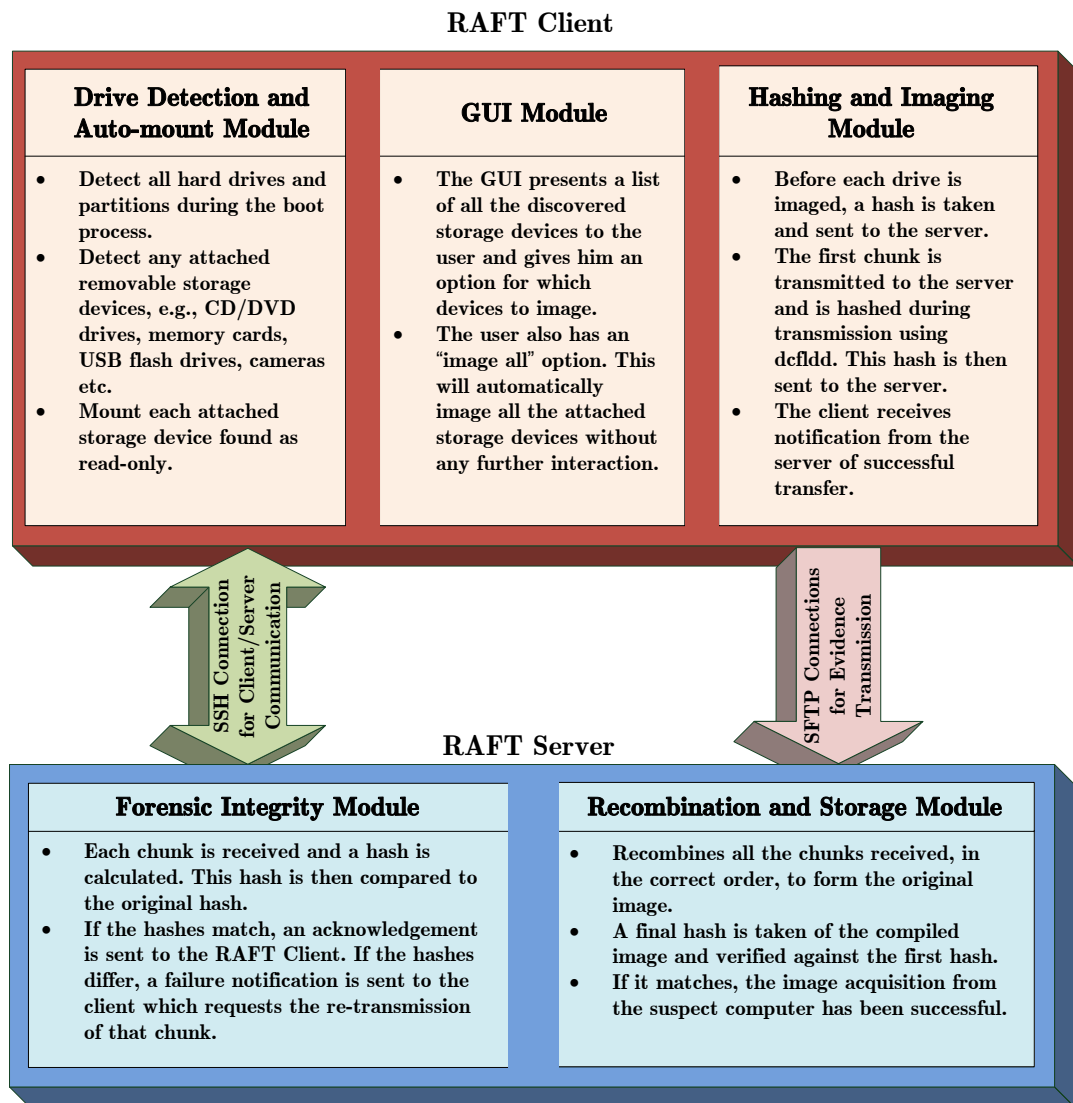 RAFT Client
Drive Detection and
Auto-mount Module
• Detect all hard drives and
partitions during the boot
process.
• Detect any attached
removable storage
devices, e.g., CD/DVD
drives, memory cards,
USB flash drives, cameras
etc.
• Mount each attached
storage device found as
read-only.
GUI Module
• The GUI presents a list
of all the discovered
storage devices to the
user and gives him an
option for which
devices to image.
• The user also has an
“image all” option. This
will automatically
image all the attached
storage devices without
any further interaction.
Hashing and Imaging
Module
• Before each drive is
imaged, a hash is taken
and sent to the server.
• The first chunk is
transmitted to the server
and is hashed during
transmission using
dcfldd. This hash is then
sent to the server.
• The client receives
notification from the
server of successful
transfer.
SSH Connection
for Client/Server
Communication
SFTP Connections
for Evidence
Transmission
RAFT Server
Forensic Integrity Module
• Each chunk is received and a hash is
calculated. This hash is then compared to
the original hash.
• If the hashes match, an acknowledgement
is sent to the RAFT Client. If the hashes
differ, a failure notification is sent to the
client which requests the re-transmission
of that chunk.
Recombination and Storage Module
• Recombines all the chunks received, in
the correct order, to form the original
image.
• A final hash is taken of the compiled
image and verified against the first hash.
• If it matches, the image acquisition from
the suspect computer has been successful.